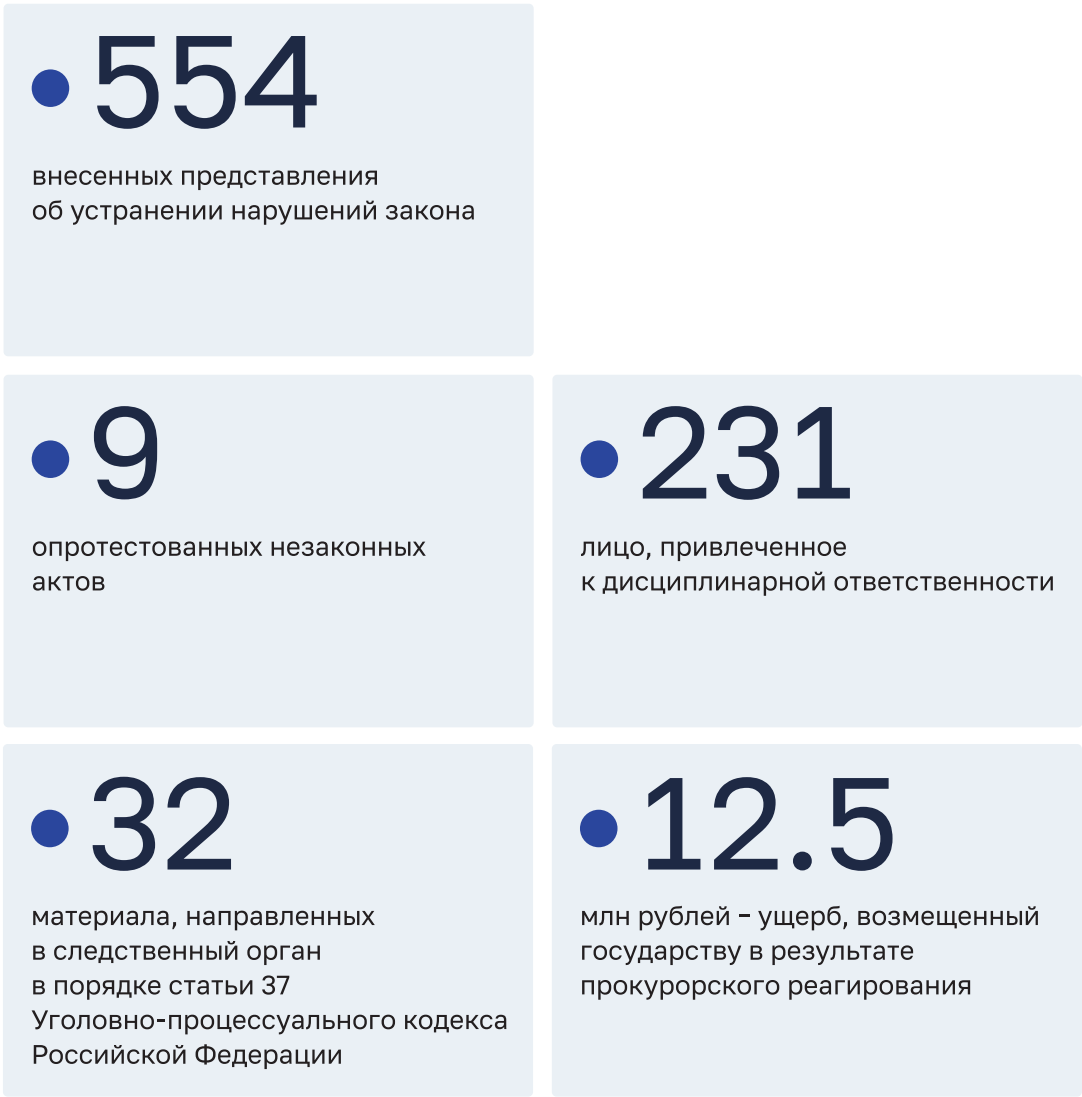 554
внесенных представления
об устранении нарушений закона
9
опротестованных незаконных
актов
231
лицо, привлеченное
к дисциплинарной ответственности
32
материала, направленных
в следственный орган
в порядке статьи 37
Уголовно-процессуального кодекса
Российской Федерации
12.5
млн рублей – ущерб, возмещенный
государству в результате
прокурорского реагирования